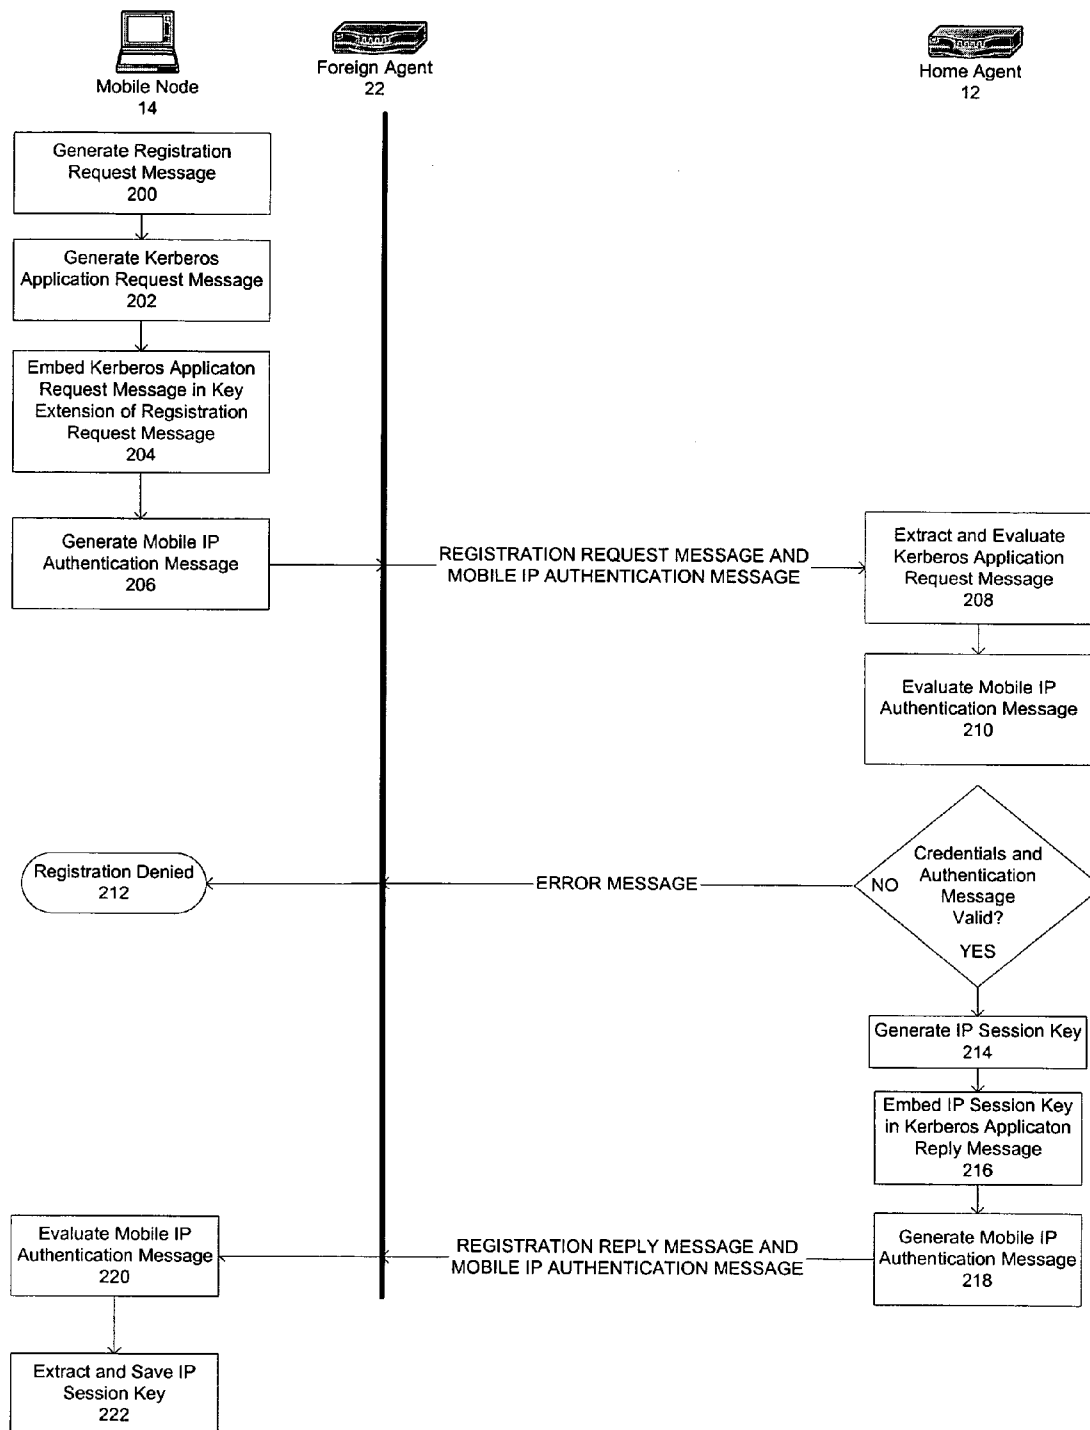 Mobile Node
14
Foreign Agent
22
Home Agent
12
Generate Registration
Request Message
200
Generate Kerberos
Application Request Message
202
Embed Kerberos Applicaton
Request Message in Key
Extension of Regsistration
Request Message
204
Generate Mobile IP
Authentication Message
206
REGISTRATION REQUEST MESSAGE AND
MOBILE IP AUTHENTICATION MESSAGE
Extract and Evaluate
Kerberos Application
Request Message
208
Evaluate Mobile IP
Authentication Message
210
Registration Denied
212
ERROR MESSAGE
NO
Credentials and
Authentication
Message
Valid?
YES
Generate IP Session Key
214
Embed IP Session Key
in Kerberos Applicaton
Reply Message
216
Evaluate Mobile IP
Authentication Message
220
REGISTRATION REPLY MESSAGE AND
MOBILE IP AUTHENTICATION MESSAGE
Generate Mobile IP
Authentication Message
218
Extract and Save IP
Session Key
222